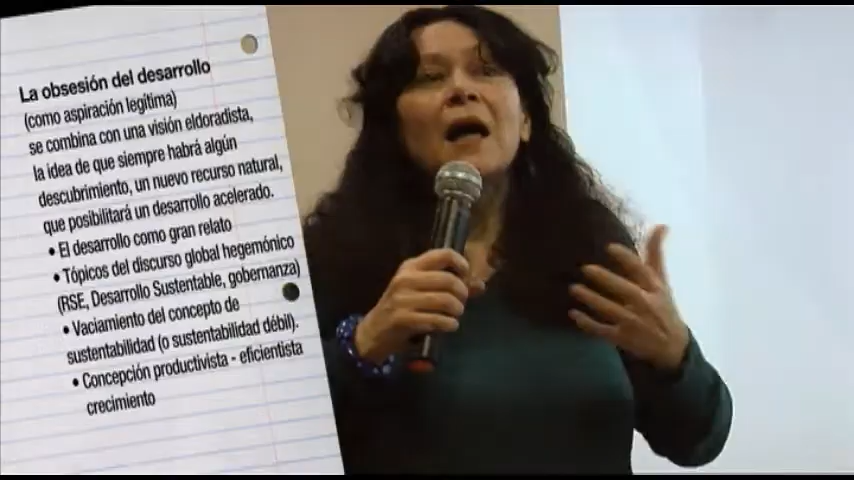 La obsesión del desarrollo
(como aspiración legítima)
se combina con una visión eldoradista,
la idea de que siempre habrá algún
descubrimiento, un nuevo recurso natural,
que posibilitará un desarrollo acelerado.
• El desarrollo como gran relato
• Tópicos del discurso global hegemónico
(RSE, Desarrollo Sustentable, gobernanza)
• Vaciamiento del concepto de
sustentabilidad (o sustentabilidad débil).
• Concepción productivista - eficientista
crecimiento